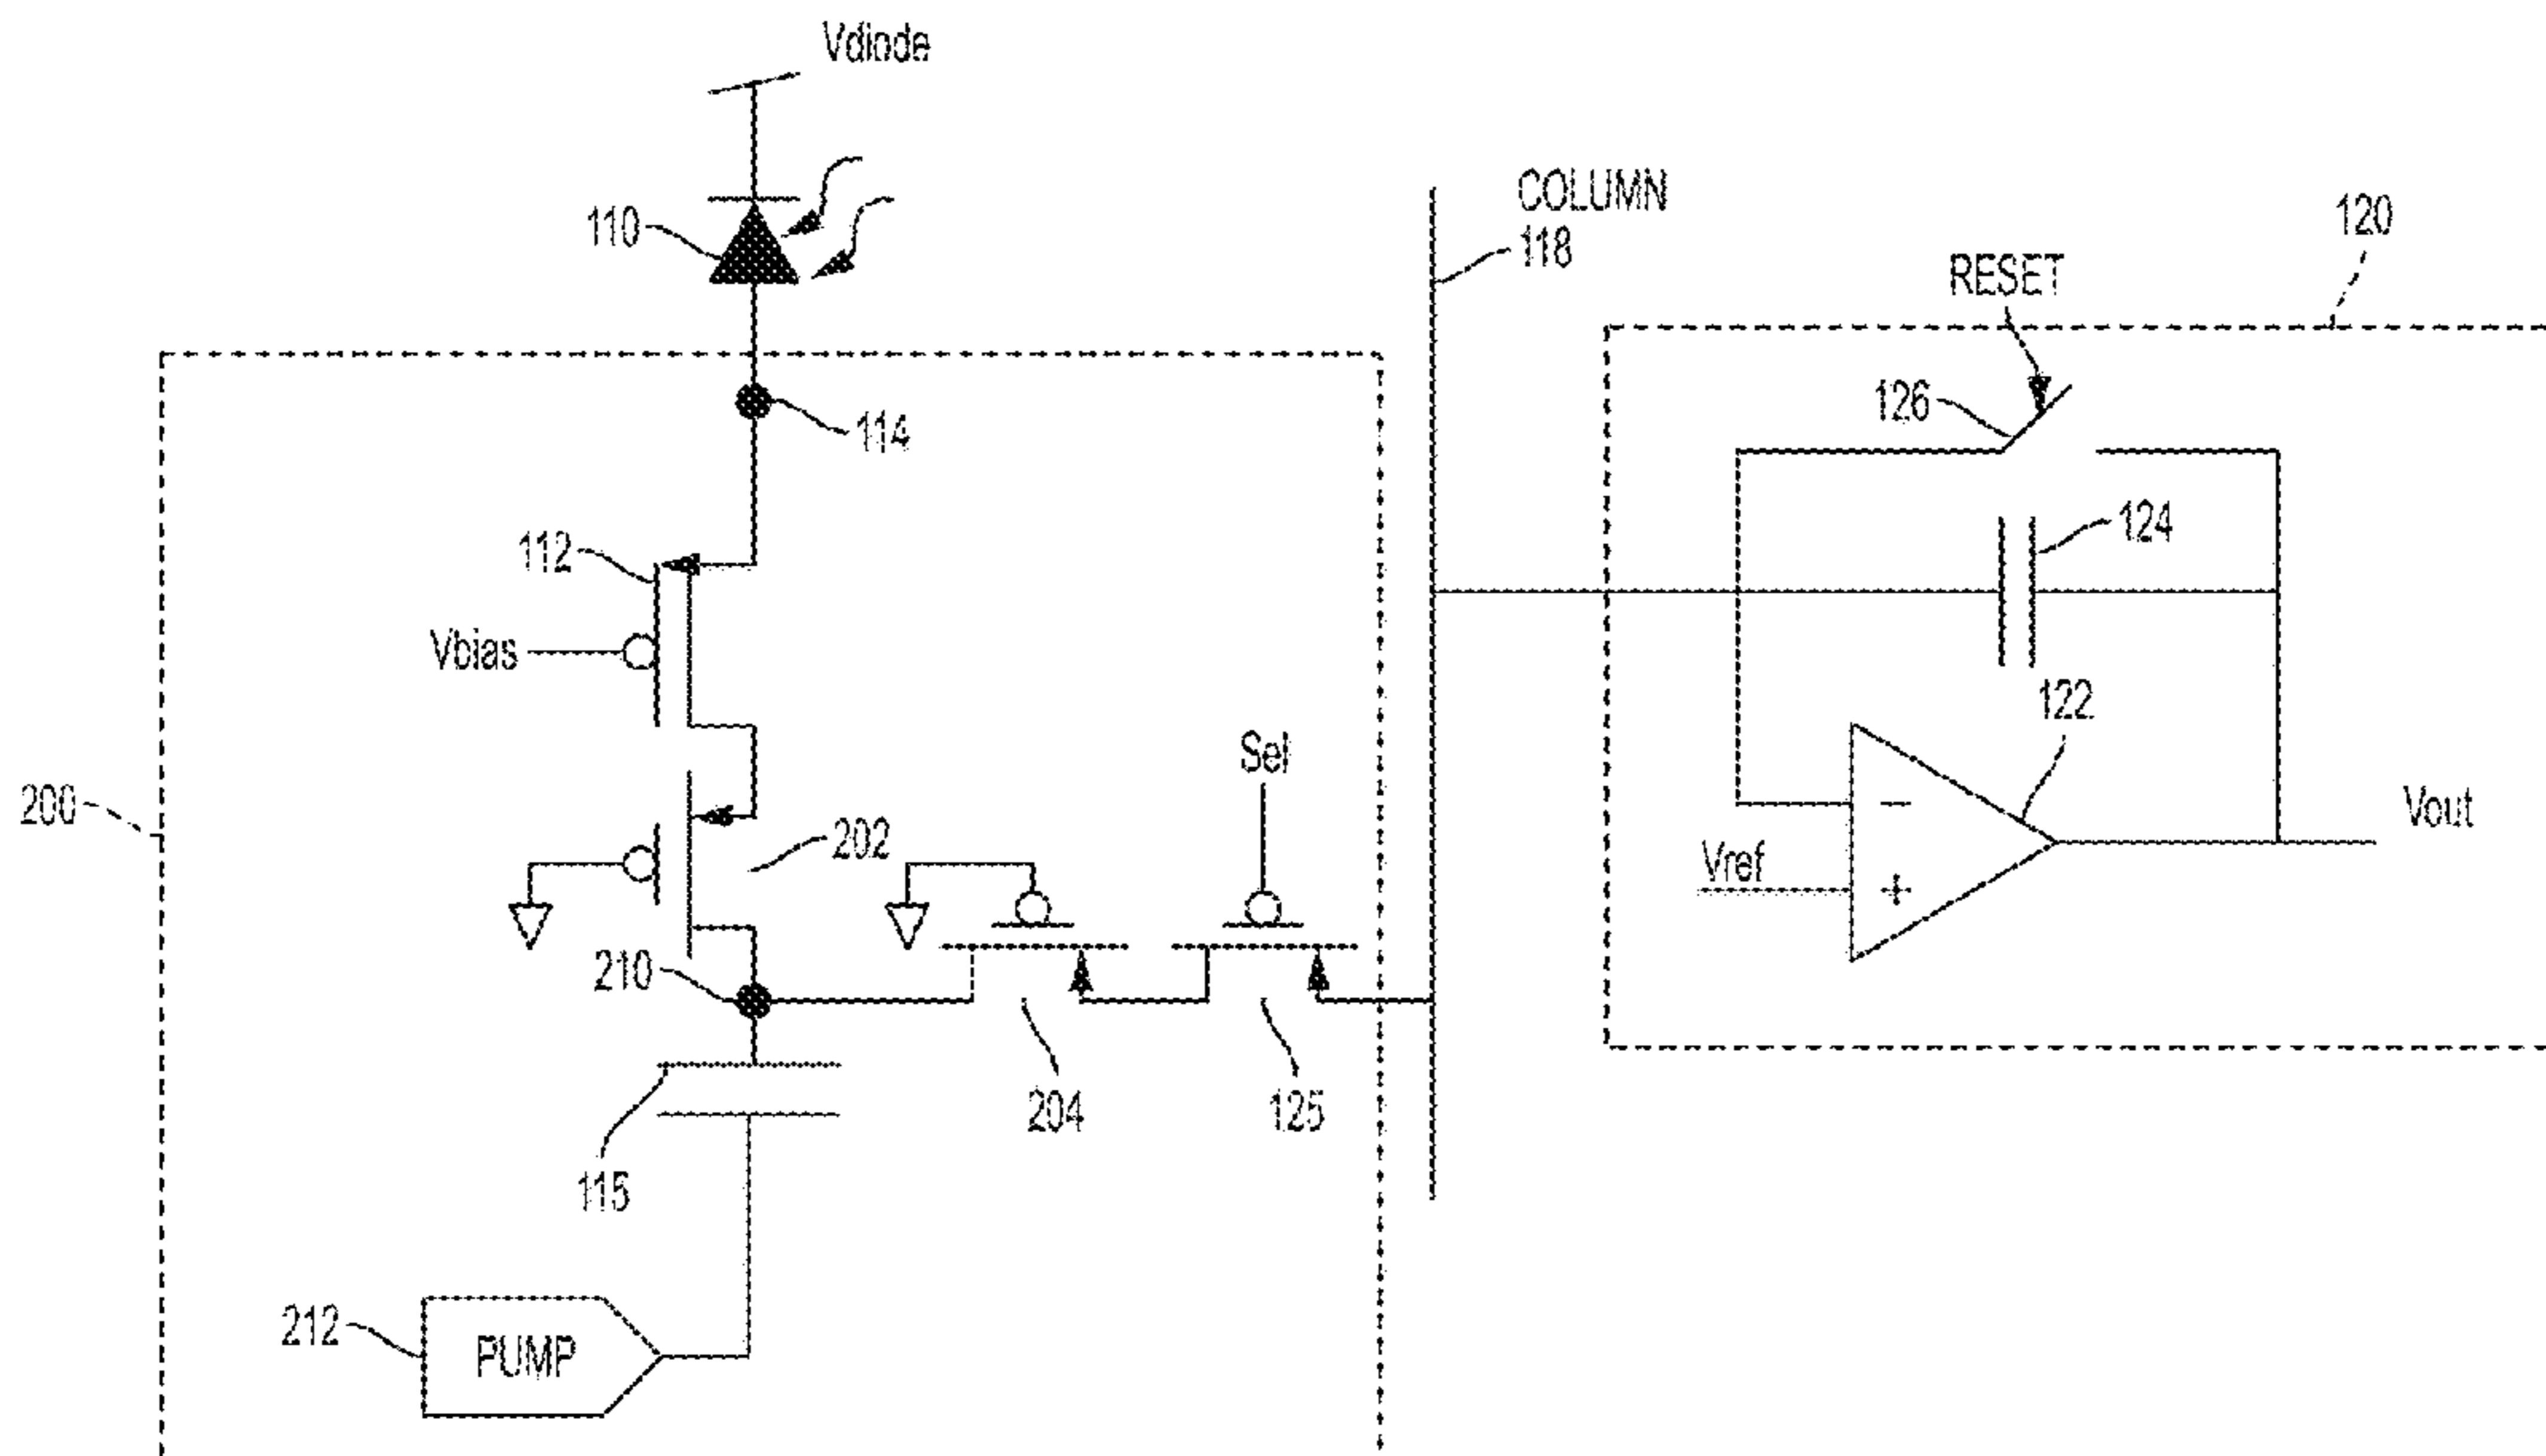 Vdiode
110
COLUMN
118
120
RESET
114
126
124
112
Vbias
122
Sel
200
202
Vout
Vref
−
+
210
204
125
115
212
PUMP